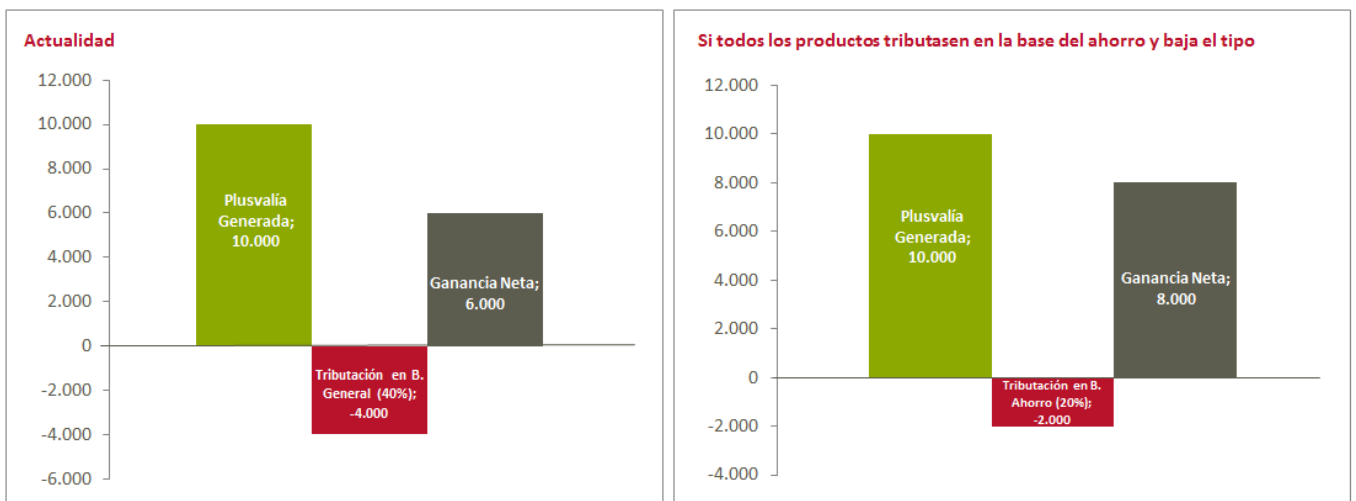 Actualidad
12.000
10.000
8.000
6.000
4.000
2.000
0
-2.000
-4.000
-6.000
Plusvalía
Generada;
10.000
Tributación en B.
General (40%);
-4.000
Ganancia Neta;
6.000
Si todos los productos tributasen en la base del ahorro y baja el tipo
12.000
10.000
8.000
6.000
4.000
2.000
0
-2.000
-4.000
Plusvalía
Generada;
10.000
Tributación en B.
Ahorro (20%);
-2.000
Ganancia Neta;
8.000